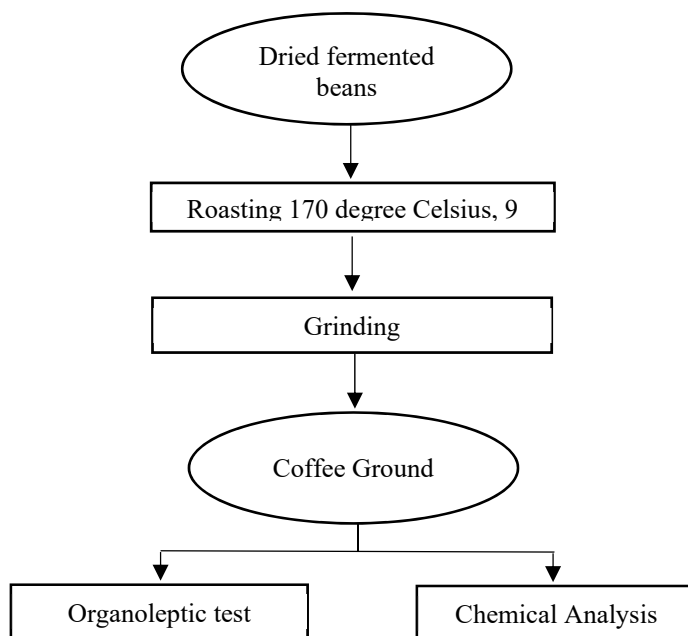 Dried fermented
beans
Roasting 170 degree Celsius, 9
Grinding
Coffee Ground
Organoleptic test
Chemical Analysis